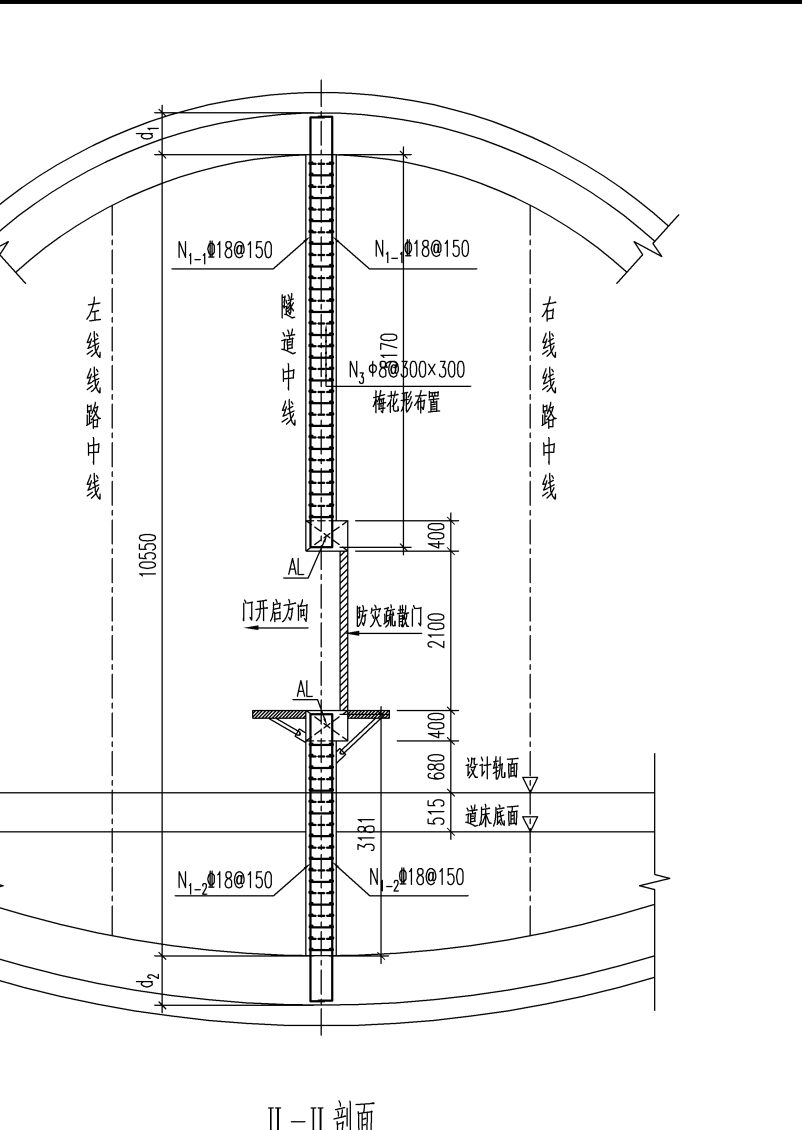 d₁
N₁₋₁Φ18@150
N₁₋₁Φ18@150
左线线路中线
隧道中线
右线线路中线
N₃ Φ8@300×300
梅花形布置
10550
400
AL
门开启方向
防灾疏散门
2100
AL
400
680
设计轨面
515
道床底面
3181
N₁₋₂Φ18@150
N₁₋₂Φ18@150
d₂
II-II 剖面